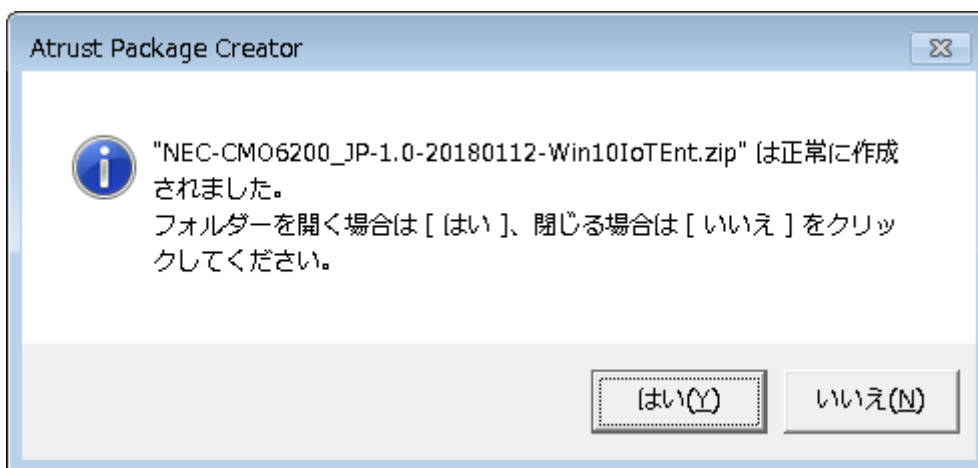 Atrust Package Creator
"NEC-CMO6200_JP-1.0-20180112-Win10IoTEnt.zip" は正常に作成
されました。
フォルダーを開く場合は [ はい ]、閉じる場合は [ いいえ ] をクリッ
クしてください。
はい(Y)
いいえ(N)